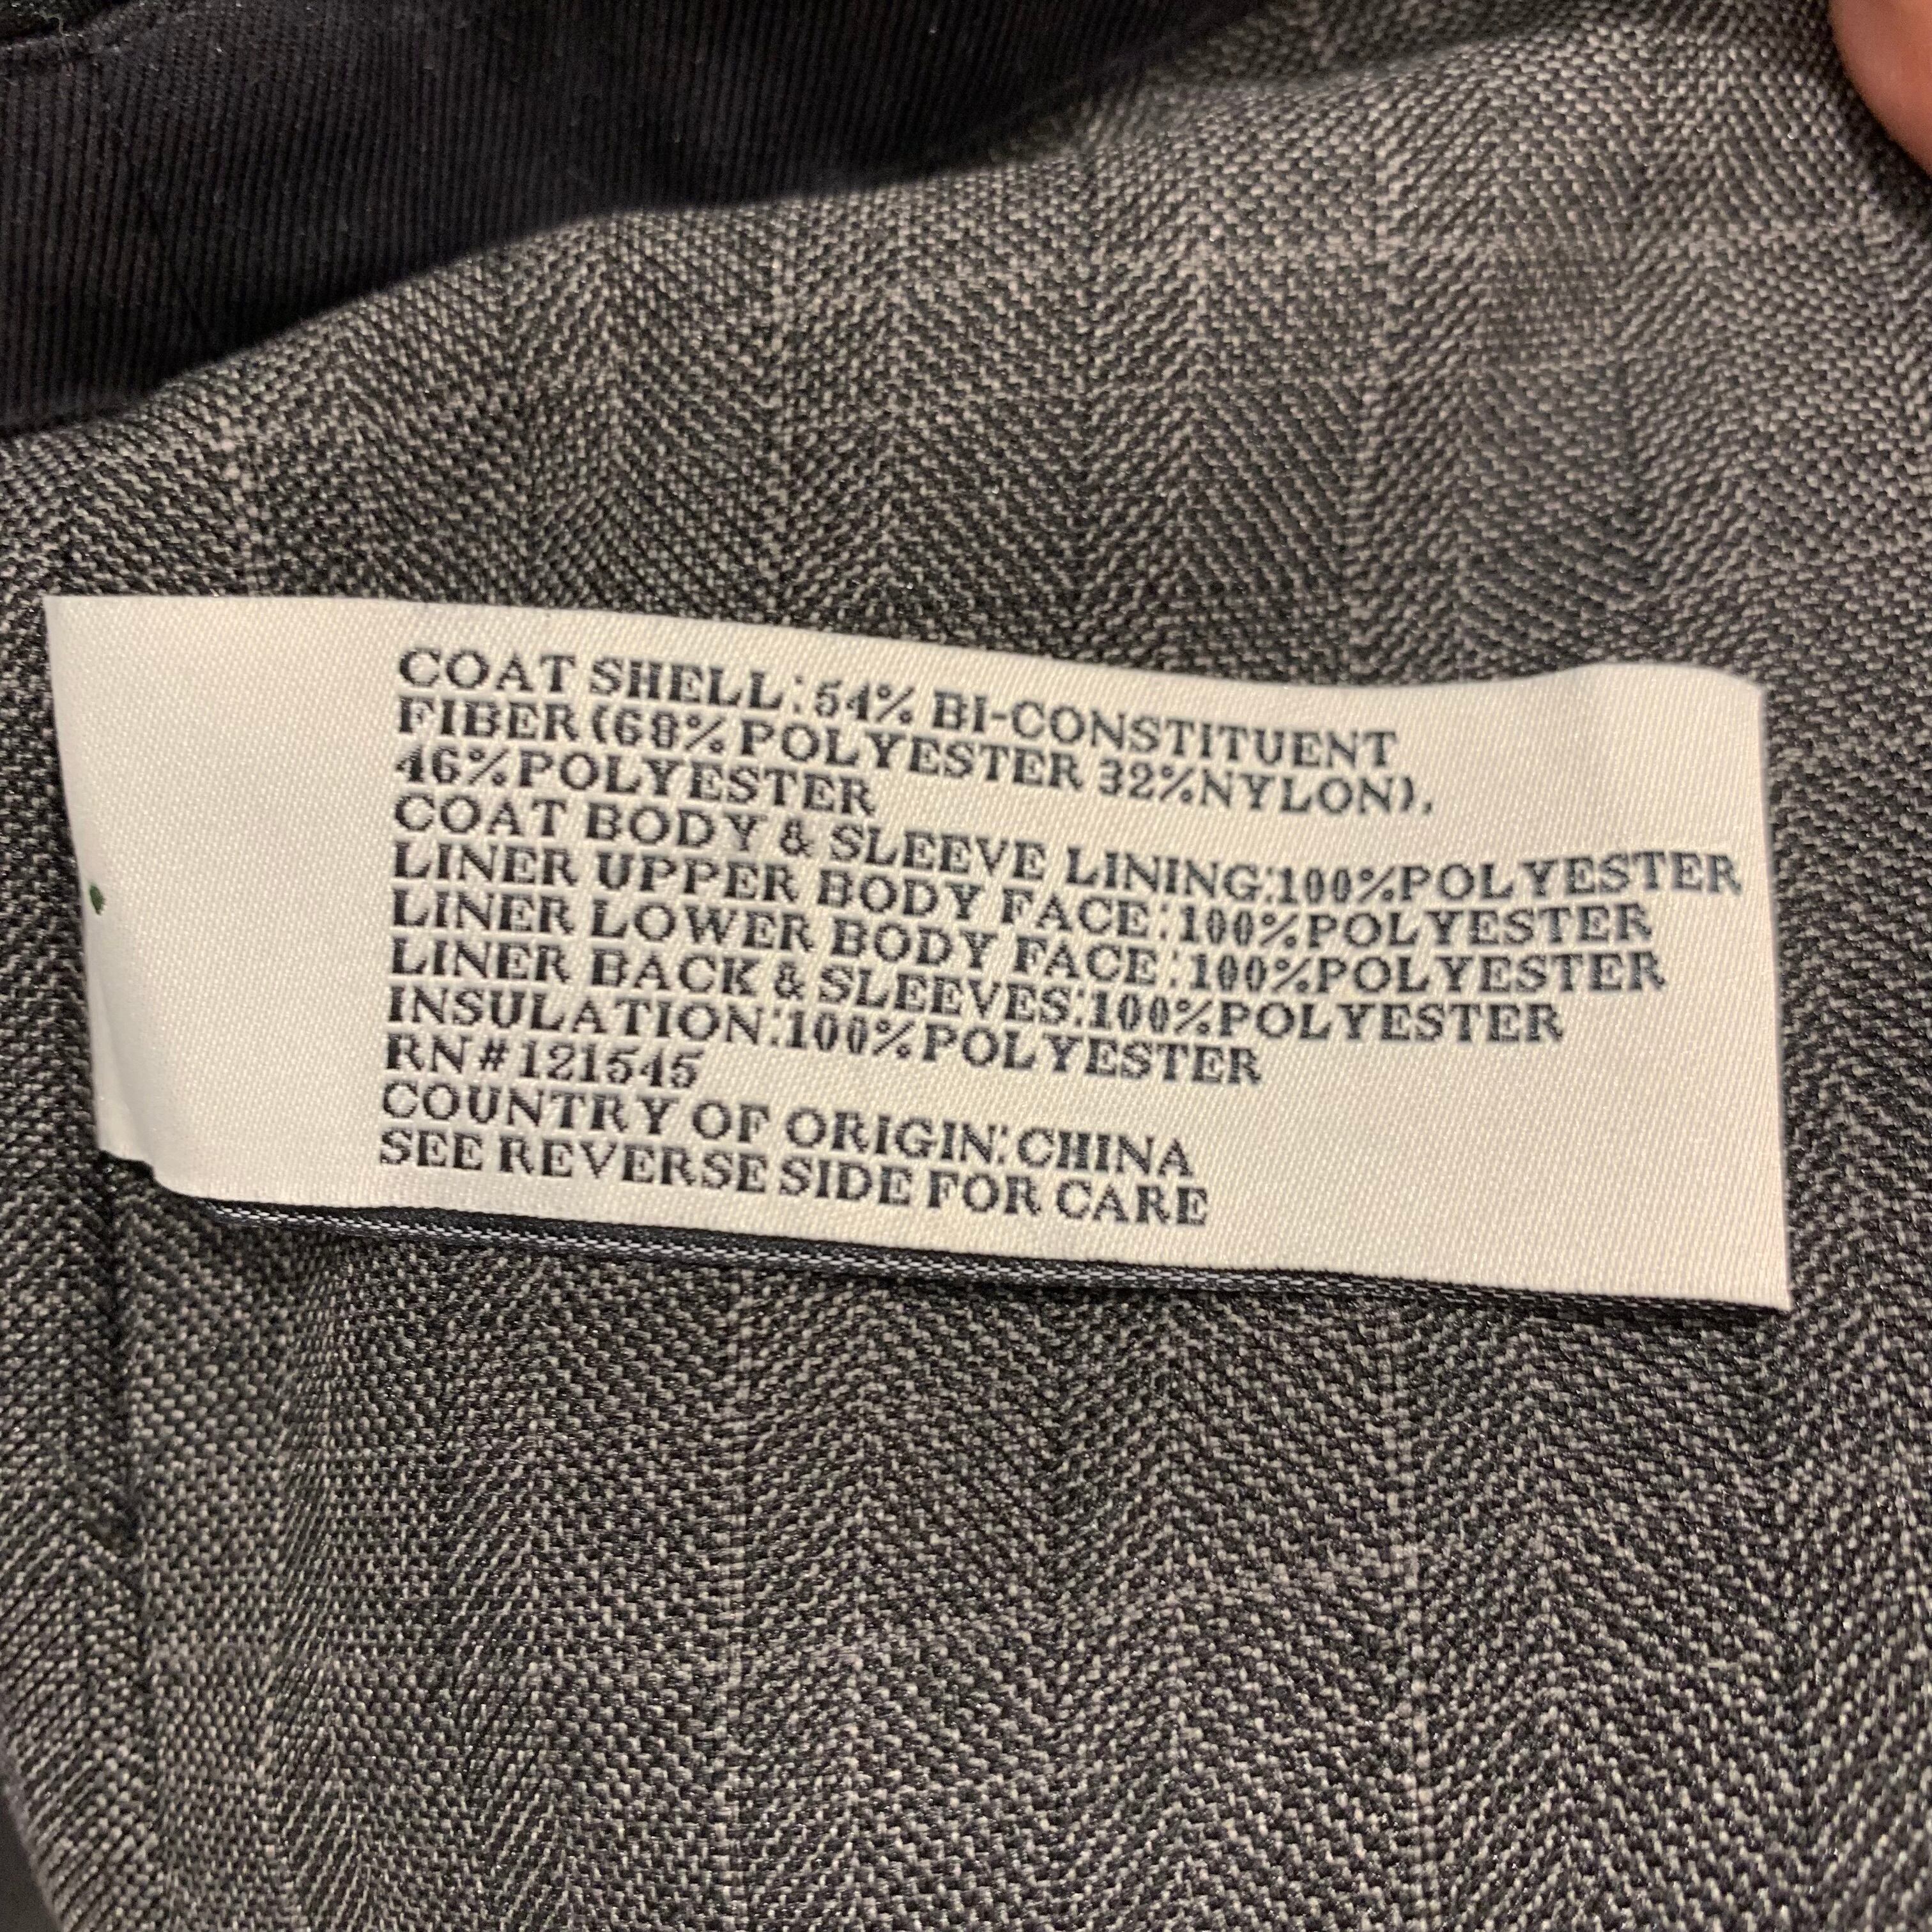 COAT SHELL:54% BI-CONSTITUENT
FIBER (68% POLYESTER 32%NYLON),
46%POLYESTER
COAT BODY & SLEEVE LINING:100%POLYESTER
LINER UPPER BODY FACE:100%POLYESTER
LINER LOWER BODY FACE:100%POLYESTER
LINER BACK & SLEEVES:100%POLYESTER
INSULATION:100%POLYESTER
RN#121545
COUNTRY OF ORIGIN:CHINA
SEE REVERSE SIDE FOR CARE